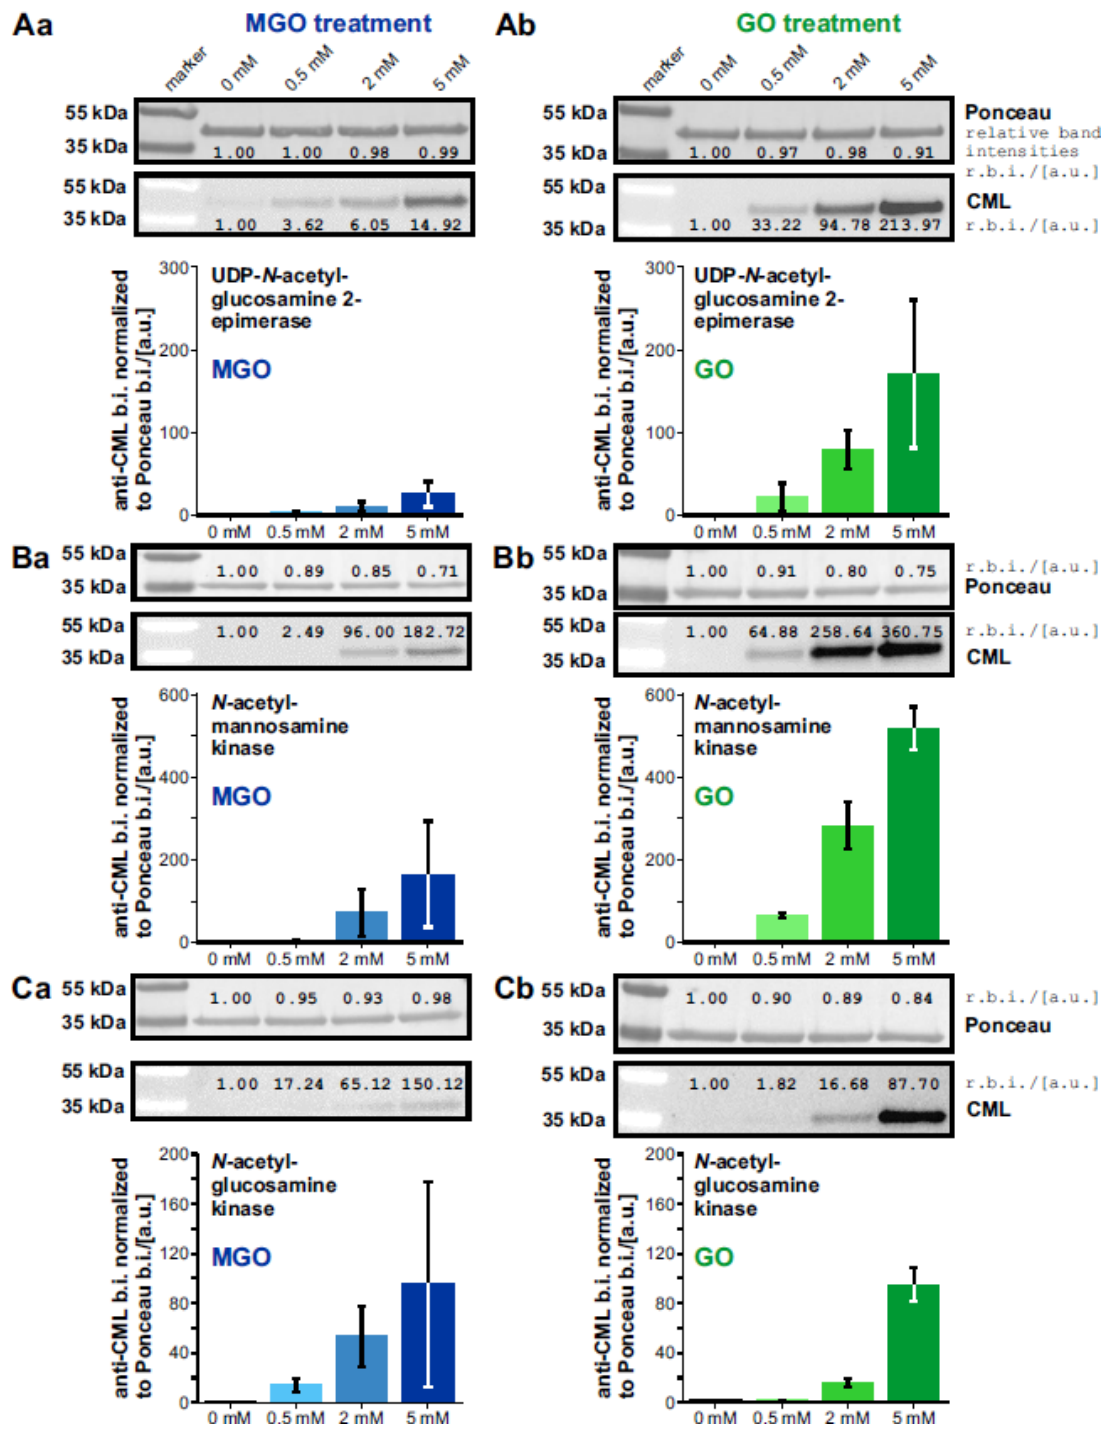 Aa
MGO treatment
marker
0 mM
0.5 mM
2 mM
5 mM
55 kDa
35 kDa
1.00 1.00 0.98 0.99
55 kDa
35 kDa
1.00 3.62 6.05 14.92
Ab
GO treatment
marker
0 mM
0.5 mM
2 mM
5 mM
55 kDa
35 kDa
1.00 0.97 0.98 0.91
Ponceau
relative band
intensities
r.b.i./[a.u.]
55 kDa
35 kDa
1.00 33.22 94.78 213.97
CML
r.b.i./[a.u.]
anti-CML b.i. normalized
to Ponceau b.i./[a.u.]
300
200
100
0
UDP-N-acetyl-
glucosamine 2-
epimerase
MGO
0 mM 0.5 mM 2 mM 5 mM
anti-CML b.i. normalized
to Ponceau b.i./[a.u.]
300
200
100
0
UDP-N-acetyl-
glucosamine 2-
epimerase
GO
0 mM 0.5 mM 2 mM 5 mM
Ba
55 kDa
35 kDa
1.00 0.89 0.85 0.71
55 kDa
35 kDa
1.00 2.49 96.00 182.72
Bb
55 kDa
35 kDa
1.00 0.91 0.80 0.75
r.b.i./[a.u.]
Ponceau
55 kDa
35 kDa
1.00 64.88 258.64 360.75
r.b.i./[a.u.]
CML
anti-CML b.i. normalized
to Ponceau b.i./[a.u.]
600
400
200
0
N-acetyl-
mannosamine
kinase
MGO
0 mM 0.5 mM 2 mM 5 mM
anti-CML b.i. normalized
to Ponceau b.i./[a.u.]
600
400
200
0
N-acetyl-
mannosamine
kinase
GO
0 mM 0.5 mM 2 mM 5 mM
Ca
55 kDa
35 kDa
1.00 0.95 0.93 0.98
55 kDa
35 kDa
1.00 17.24 65.12 150.12
Cb
55 kDa
35 kDa
1.00 0.90 0.89 0.84
r.b.i./[a.u.]
Ponceau
55 kDa
35 kDa
1.00 1.82 16.68 87.70
r.b.i./[a.u.]
CML
anti-CML b.i. normalized
to Ponceau b.i./[a.u.]
200
160
120
80
40
0
N-acetyl-
glucosamine
kinase
MGO
0 mM 0.5 mM 2 mM 5 mM
anti-CML b.i. normalized
to Ponceau b.i./[a.u.]
200
160
120
80
40
0
N-acetyl-
glucosamine
kinase
GO
0 mM 0.5 mM 2 mM 5 mM